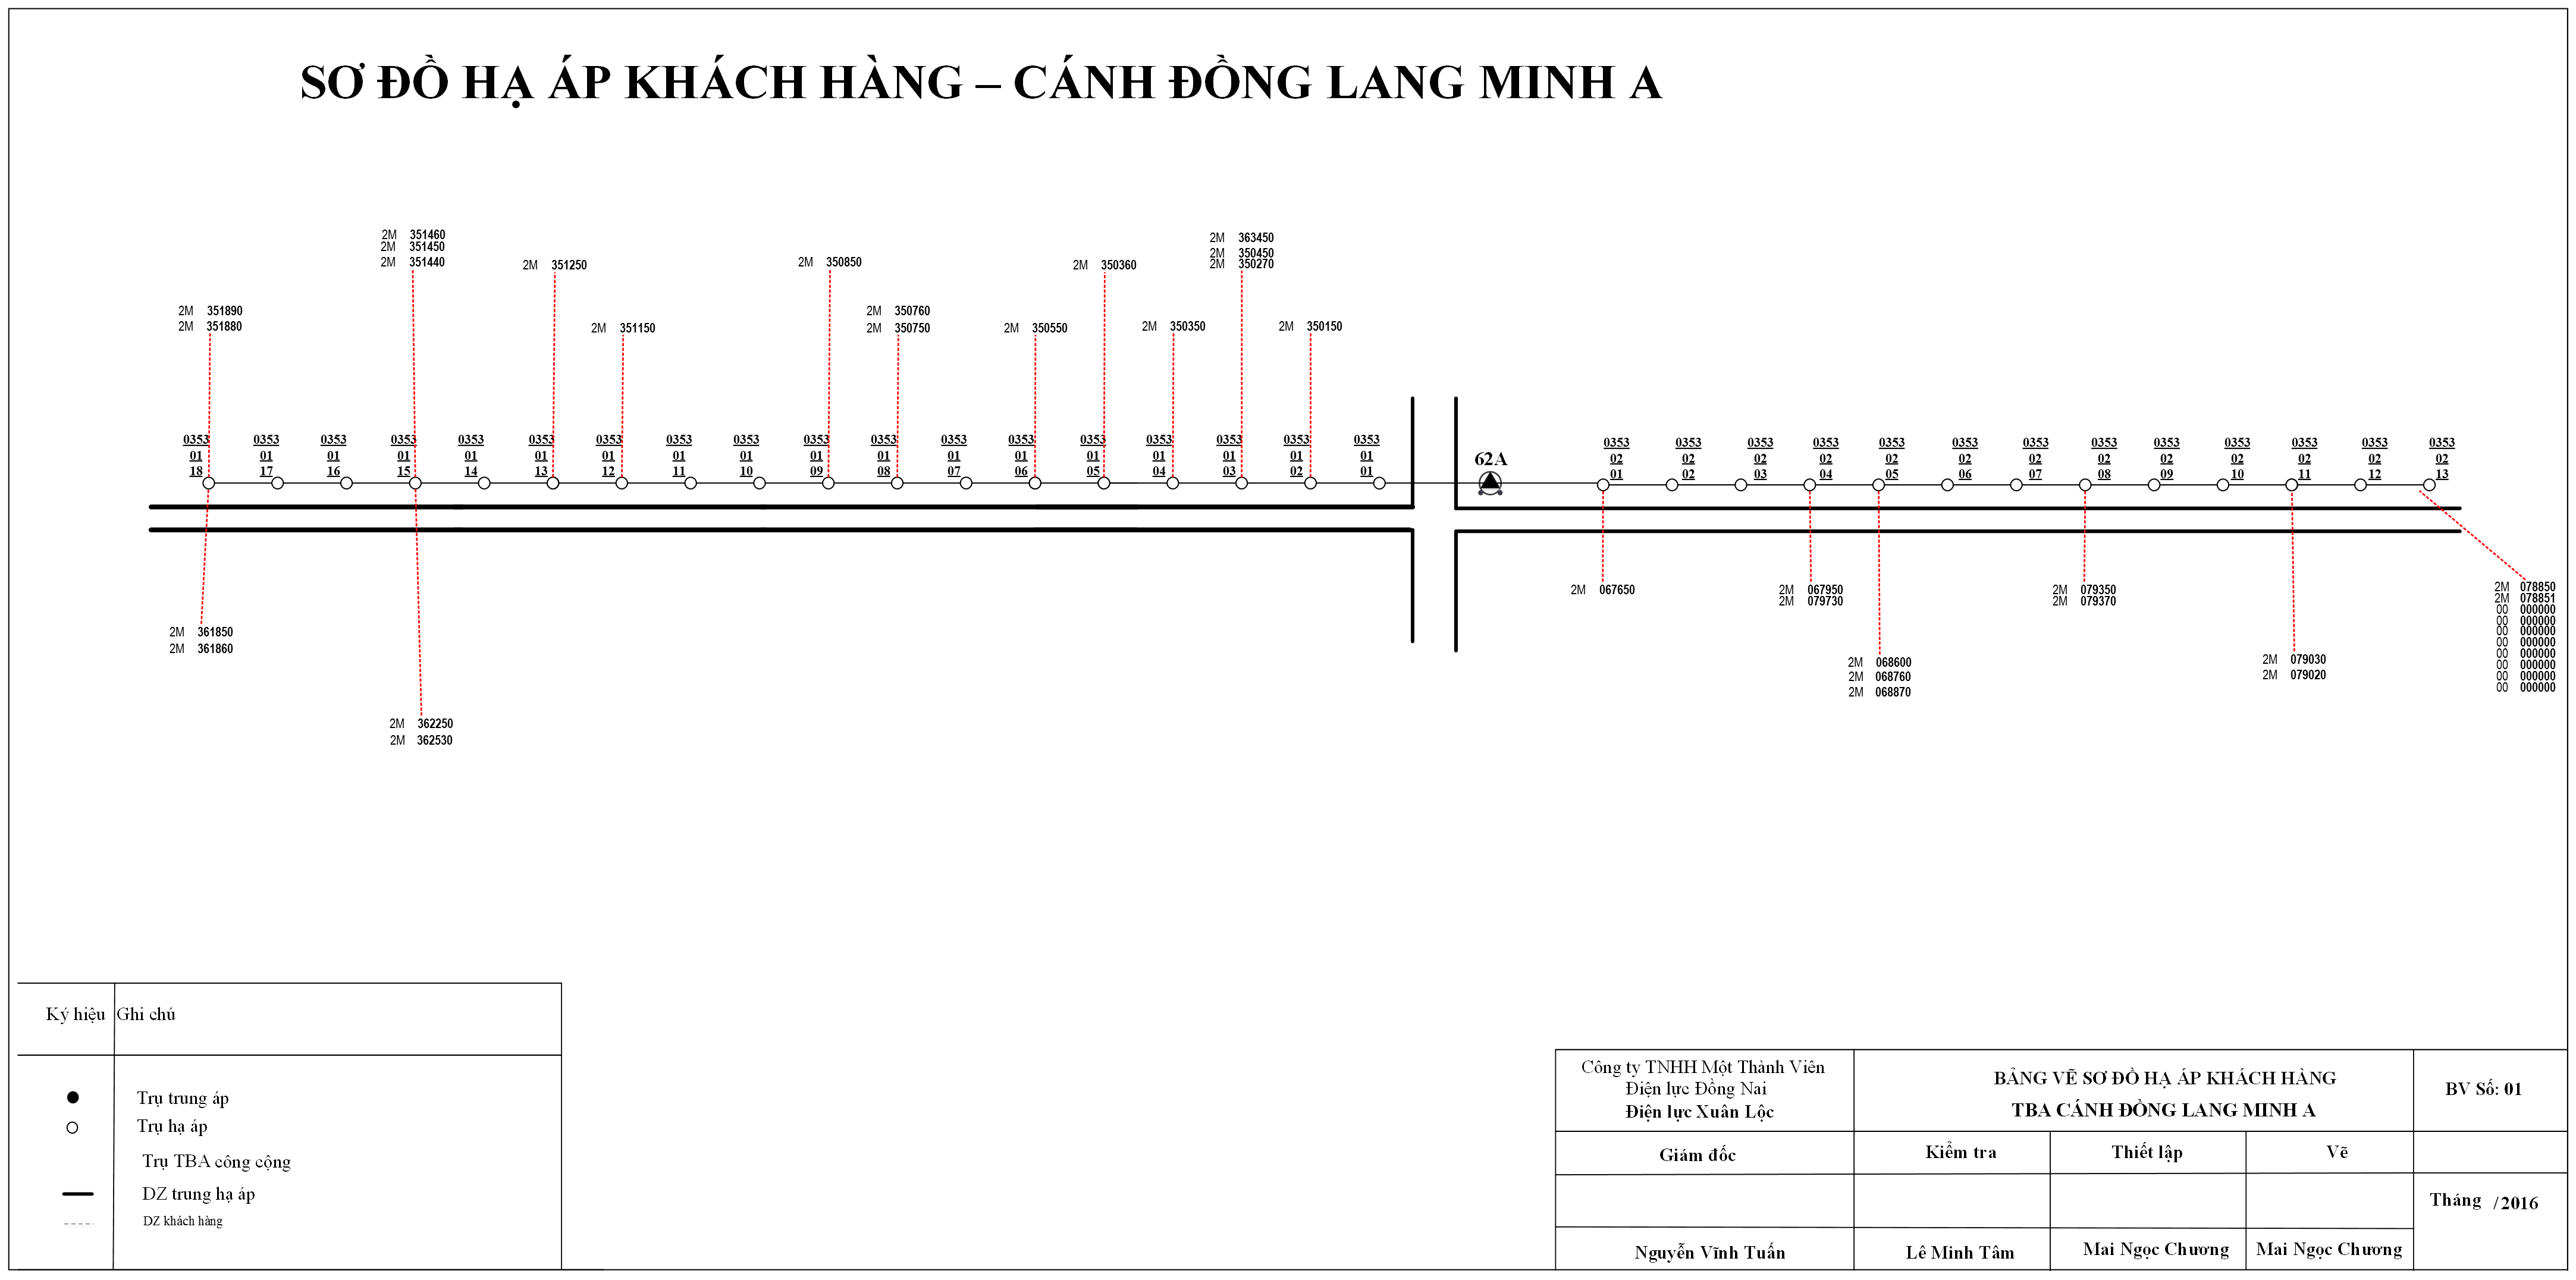 SƠ ĐỒ HẠ ÁP KHÁCH HÀNG – CÁNH ĐỒNG LANG MINH A
2M 351460
2M 351450
2M 351440
2M 351250
2M 350850
2M 350360
2M 363450
2M 350450
2M 350270
2M 351890
2M 351880
2M 351150
2M 350760
2M 350750
2M 350550
2M 350350
2M 350150
0353 0353 0353 0353 0353 0353 0353 0353 0353 0353 0353 0353 0353 0353 0353 0353 0353 0353
01 01 01 01 01 01 01 01 01 01 01 01 01 01 01 01 01 01
18 17 16 15 14 13 12 11 10 09 08 07 06 05 04 03 02 01
62A
0353 0353 0353 0353 0353 0353 0353 0353 0353 0353 0353 0353 0353
02 02 02 02 02 02 02 02 02 02 02 02 02
01 02 03 04 05 06 07 08 09 10 11 12 13
2M 361850
2M 361860
2M 362250
2M 362530
2M 067650
2M 067950
2M 079730
2M 068600
2M 068760
2M 068870
2M 079350
2M 079370
2M 079030
2M 079020
2M 078850
2M 078851
00 000000
00 000000
00 000000
00 000000
00 000000
00 000000
00 000000
00 000000
Ký hiệu Ghi chú
Trụ trung áp
Trụ hạ áp
Trụ TBA công cộng
DZ trung hạ áp
DZ khách hàng
Công ty TNHH Một Thành Viên
Điện lực Đồng Nai
Điện lực Xuân Lộc
BẢNG VẼ SƠ ĐỒ HẠ ÁP KHÁCH HÀNG
TBA CÁNH ĐỒNG LANG MINH A
BV Số: 01
Giám đốc Kiểm tra Thiết lập Vẽ
Tháng /2016
Nguyễn Vĩnh Tuấn Lê Minh Tâm Mai Ngọc Chương Mai Ngọc Chương